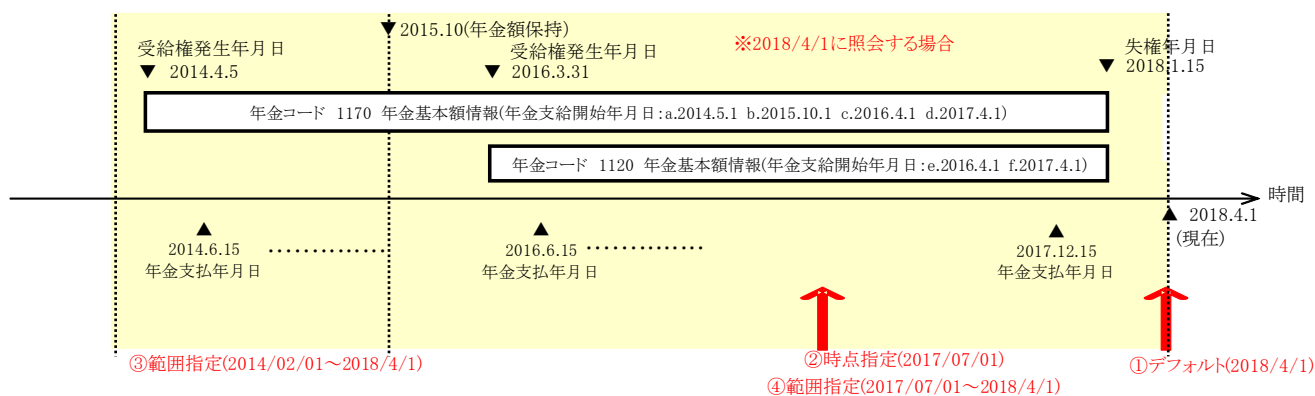 ▼2015.10(年金額保持)
受給権発生年月日
▼ 2014.4.5
受給権発生年月日
▼ 2016.3.31
※2018/4/1に照会する場合
失権年月日
▼ 2018.1.15
年金コード 1170 年金基本額情報(年金支給開始年月日:a.2014.5.1 b.2015.10.1 c.2016.4.1 d.2017.4.1)
年金コード 1120 年金基本額情報(年金支給開始年月日:e.2016.4.1 f.2017.4.1)
時間
▲ 2018.4.1
(現在)
▲
2014.6.15 ………………
年金支払年月日
▲
2016.6.15 ………………
年金支払年月日
▲
2017.12.15
年金支払年月日
③範囲指定(2014/02/01～2018/4/1)
②時点指定(2017/07/01)
④範囲指定(2017/07/01～2018/4/1)
①デフォルト(2018/4/1)